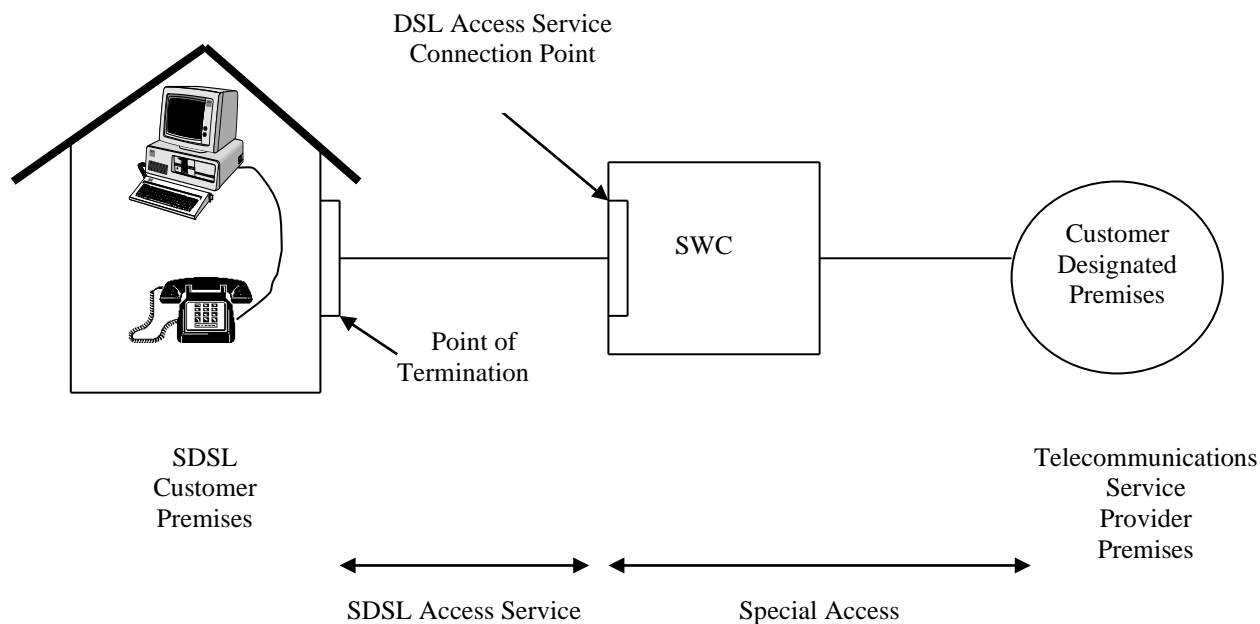 DSL Access Service
Connection Point
SWC
Customer
Designated
Premises
Point of
Termination
SDSL
Customer
Premises
Telecommunications
Service
Provider
Premises
SDSL Access Service
Special Access